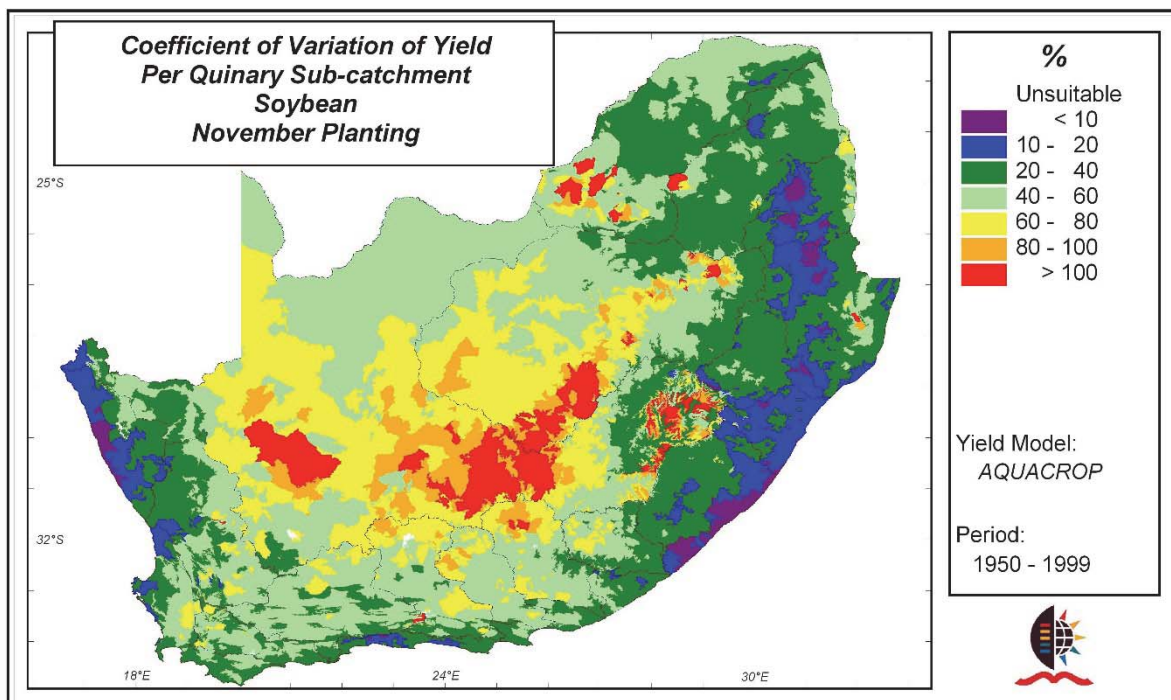 Coefficient of Variation of Yield
Per Quinary Sub-catchment
Soybean
November Planting
%
Unsuitable
< 10
10 - 20
20 - 40
40 - 60
60 - 80
80 - 100
> 100
25°S
32°S
18°E
24°E
30°E
Yield Model:
AQUACROP
Period:
1950 - 1999